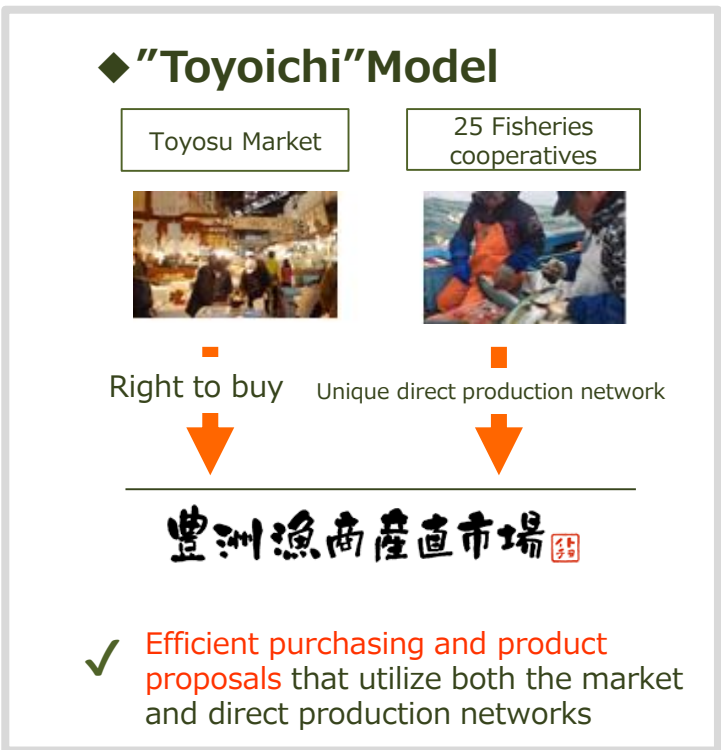 ◆”Toyoichi”Model
Toyosu Market
25 Fisheries
cooperatives
Right to buy
Unique direct production network
豊洲漁商産直市場
✓ Efficient purchasing and product
proposals that utilize both the market
and direct production networks